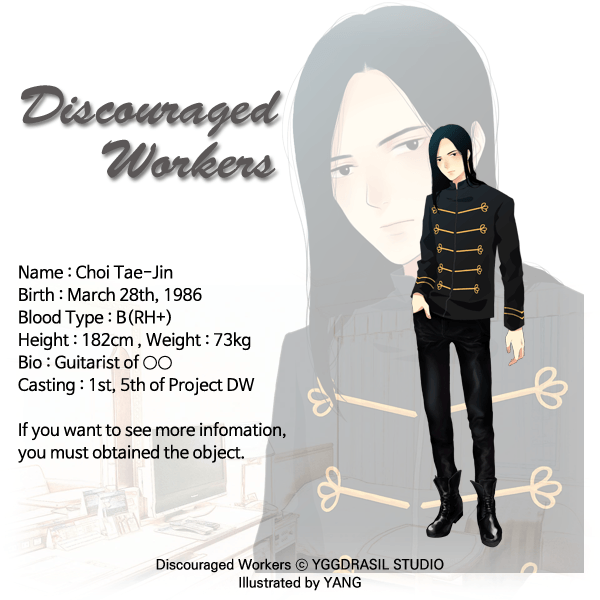 Discouraged
Workers
Name : Choi Tae-Jin
Birth : March 28th, 1986
Blood Type : B(RH+)
Height : 182cm , Weight : 73kg
Bio : Guitarist of ○○
Casting : 1st, 5th of Project DW
If you want to see more infomation,
you must obtained the object.
Discouraged Workers ⓒ YGGDRASIL STUDIO
Illustrated by YANG